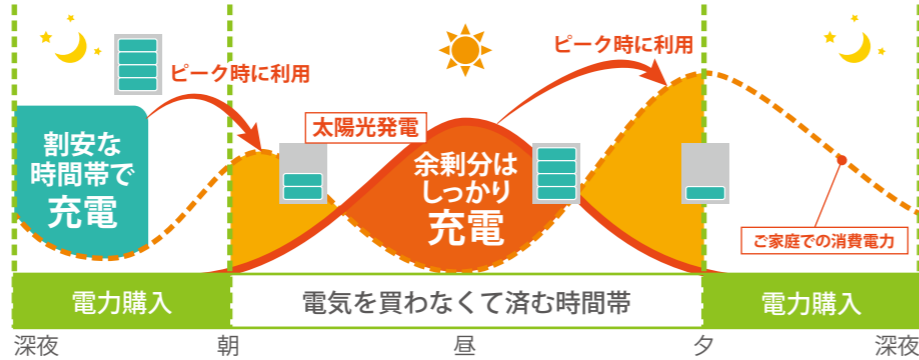 ピーク時に利用
ピーク時に利用
太陽光発電
割安な
時間帯で
充電
余剰分は
しっかり
充電
ご家庭での消費電力
電力購入
電気を買わなくて済む時間帯
電力購入
深夜
朝
昼
夕
深夜